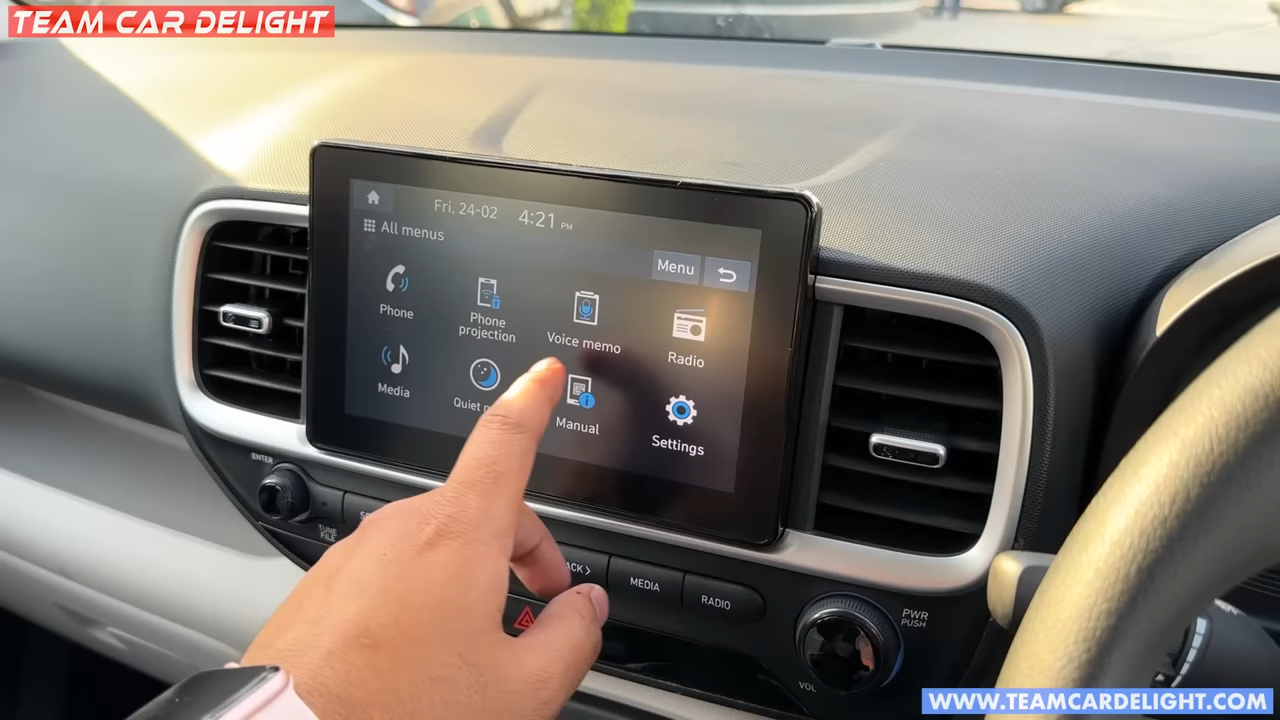 TEAM CAR DELIGHT
Fri, 24-02 4:21 PM
All menus
Menu
Phone
Phone projection
Voice memo
Radio
Media
Quiet
Manual
Settings
ENTER
TUNE
FILE
MEDIA
RADIO
PWR
PUSH
VOL
WWW.TEAMCARDELIGHT.COM